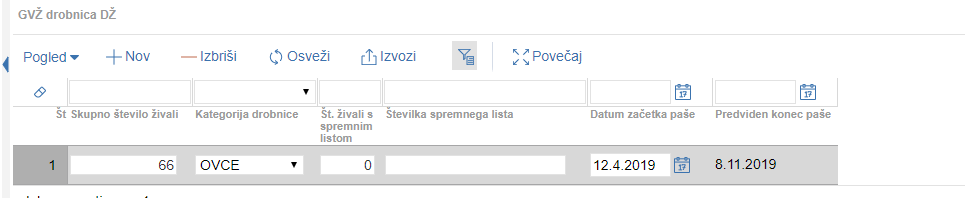 GVŽ drobnica DŽ
Pogled Nov Izbriši Osveži Izvozi Povečaj
Št Skupno število živali Kategorija drobnice Št. živali s spremnim listom Številka spremnega lista Datum začetka paše Predviden konec paše
1 66 OVCE 0 12.4.2019 8.11.2019